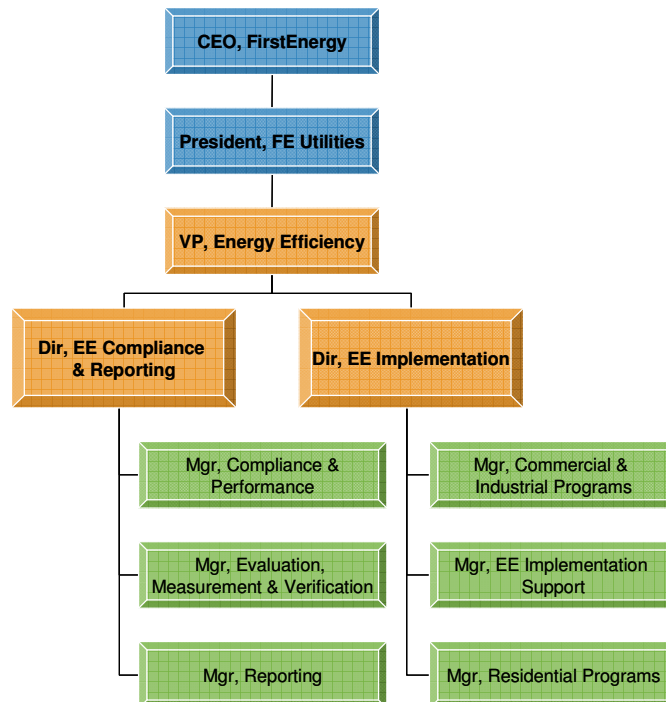 CEO, FirstEnergy
President, FE Utilities
VP, Energy Efficiency
Dir, EE Compliance
& Reporting
Dir, EE Implementation
Mgr, Compliance &
Performance
Mgr, Commercial &
Industrial Programs
Mgr, Evaluation,
Measurement & Verification
Mgr, EE Implementation
Support
Mgr, Reporting
Mgr, Residential Programs